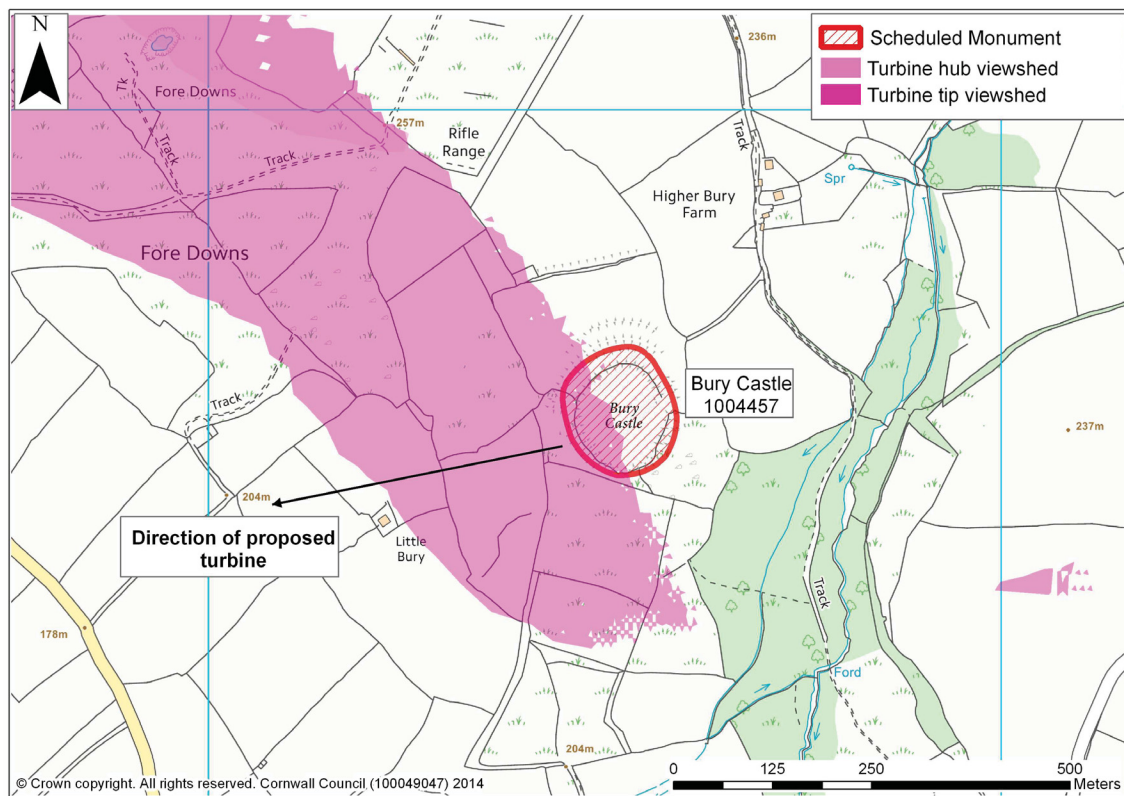 N
236m
Scheduled Monument
Turbine hub viewshed
Turbine tip viewshed
Tk
Fore Downs
257m
Track
Track
Rifle
Range
Track
Spr
Higher Bury
Farm
Fore Downs
Bury Castle
1004457
Bury
Castle
Track
237m
204m
Direction of proposed
turbine
Little
Bury
Track
178m
Ford
204m
0 125 250 500
Meters
© Crown copyright. All rights reserved. Cornwall Council (100049047) 2014